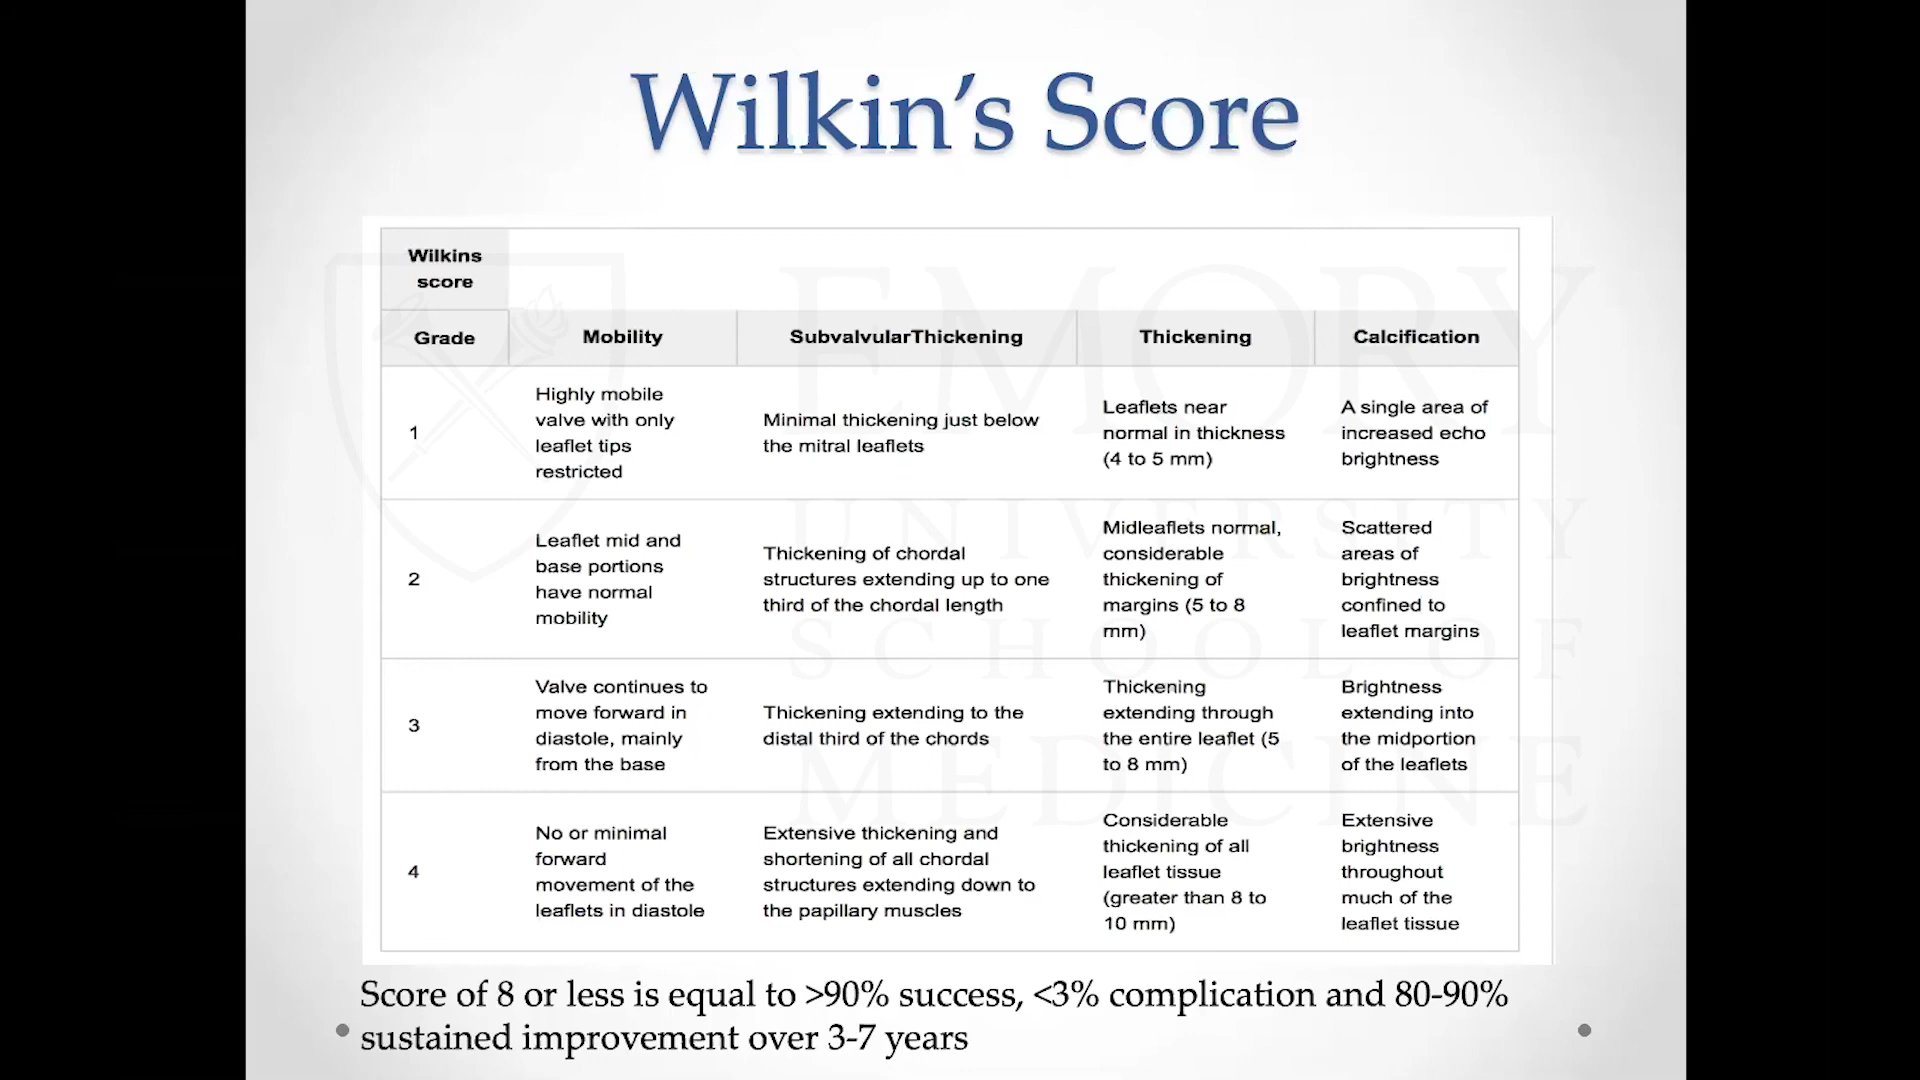 Wilkin’s Score
Wilkins
score
Grade
Mobility
SubvalvularThickening
Thickening
Calcification
1
Highly mobile
valve with only
leaflet tips
restricted
Minimal thickening just below
the mitral leaflets
Leaflets near
normal in thickness
(4 to 5 mm)
A single area of
increased echo
brightness
2
Leaflet mid and
base portions
have normal
mobility
Thickening of chordal
structures extending up to one
third of the chordal length
Midleaflets normal,
considerable
thickening of
margins (5 to 8
mm)
Scattered
areas of
brightness
confined to
leaflet margins
3
Valve continues to
move forward in
diastole, mainly
from the base
Thickening extending to the
distal third of the chords
Thickening
extending through
the entire leaflet (5
to 8 mm)
Brightness
extending into
the midportion
of the leaflets
4
No or minimal
forward
movement of the
leaflets in diastole
Extensive thickening and
shortening of all chordal
structures extending down to
the papillary muscles
Considerable
thickening of all
leaflet tissue
(greater than 8 to
10 mm)
Extensive
brightness
throughout
much of the
leaflet tissue
Score of 8 or less is equal to >90% success, <3% complication and 80-90%
sustained improvement over 3-7 years
EMORY
UNIVERSITY
SCHOOL OF
MEDICINE